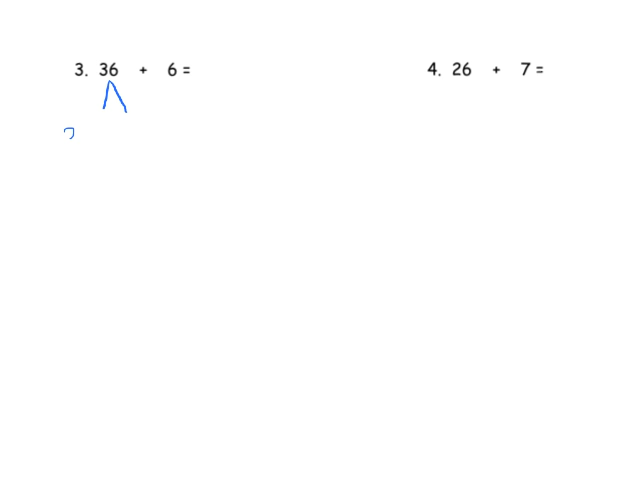 3. 36 + 6 =
4. 26 + 7 =